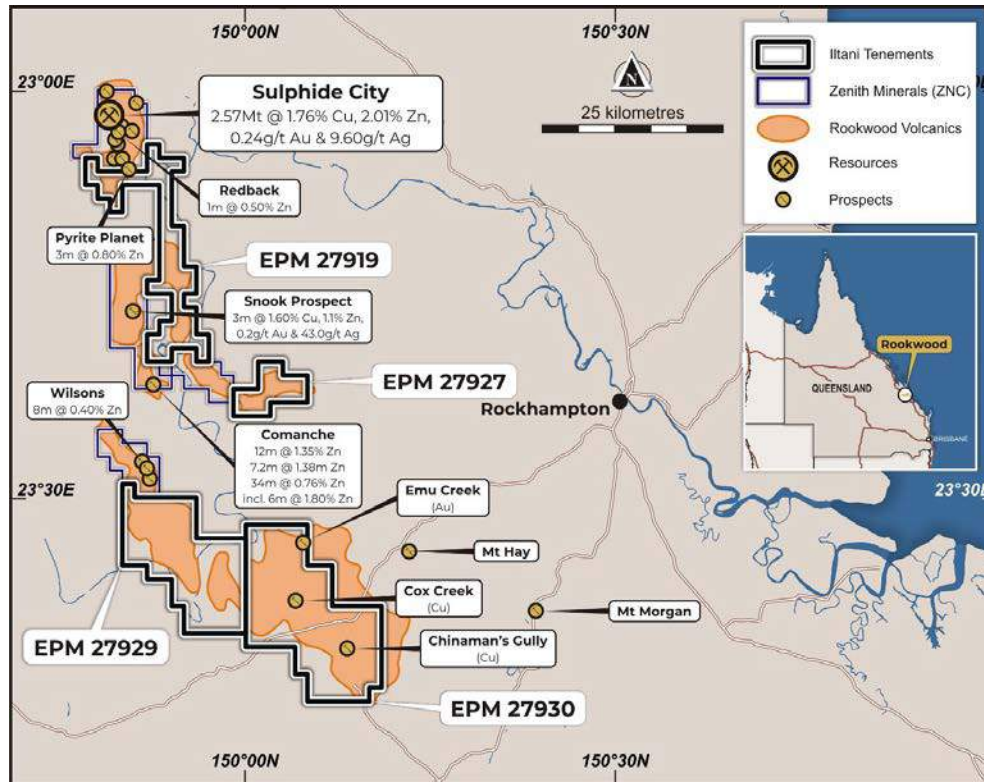 150°00N
150°30N
23°00E
Sulphide City
2.57Mt @ 1.76% Cu, 2.01% Zn,
0.24g/t Au & 9.60g/t Ag
N
25 kilometres
Iltani Tenements
Zenith Minerals (ZNC)
Rookwood Volcanics
Resources
Prospects
Redback
1m @ 0.50% Zn
Pyrite Planet
3m @ 0.80% Zn
EPM 27919
Snook Prospect
3m @ 1.60% Cu, 1.1% Zn,
0.2g/t Au & 43.0g/t Ag
Rookwood
QUEENSLAND
BRISBANE
EPM 27927
Wilsons
8m @ 0.40% Zn
Rockhampton
Comanche
12m @ 1.35% Zn
7.2m @ 1.38m Zn
34m @ 0.76% Zn
incl. 6m @ 1.80% Zn
23°30E
23°30E
Emu Creek
(Au)
Mt Hay
Cox Creek
(Cu)
Mt Morgan
Chinaman's Gully
(Cu)
EPM 27929
EPM 27930
150°00N
150°30N